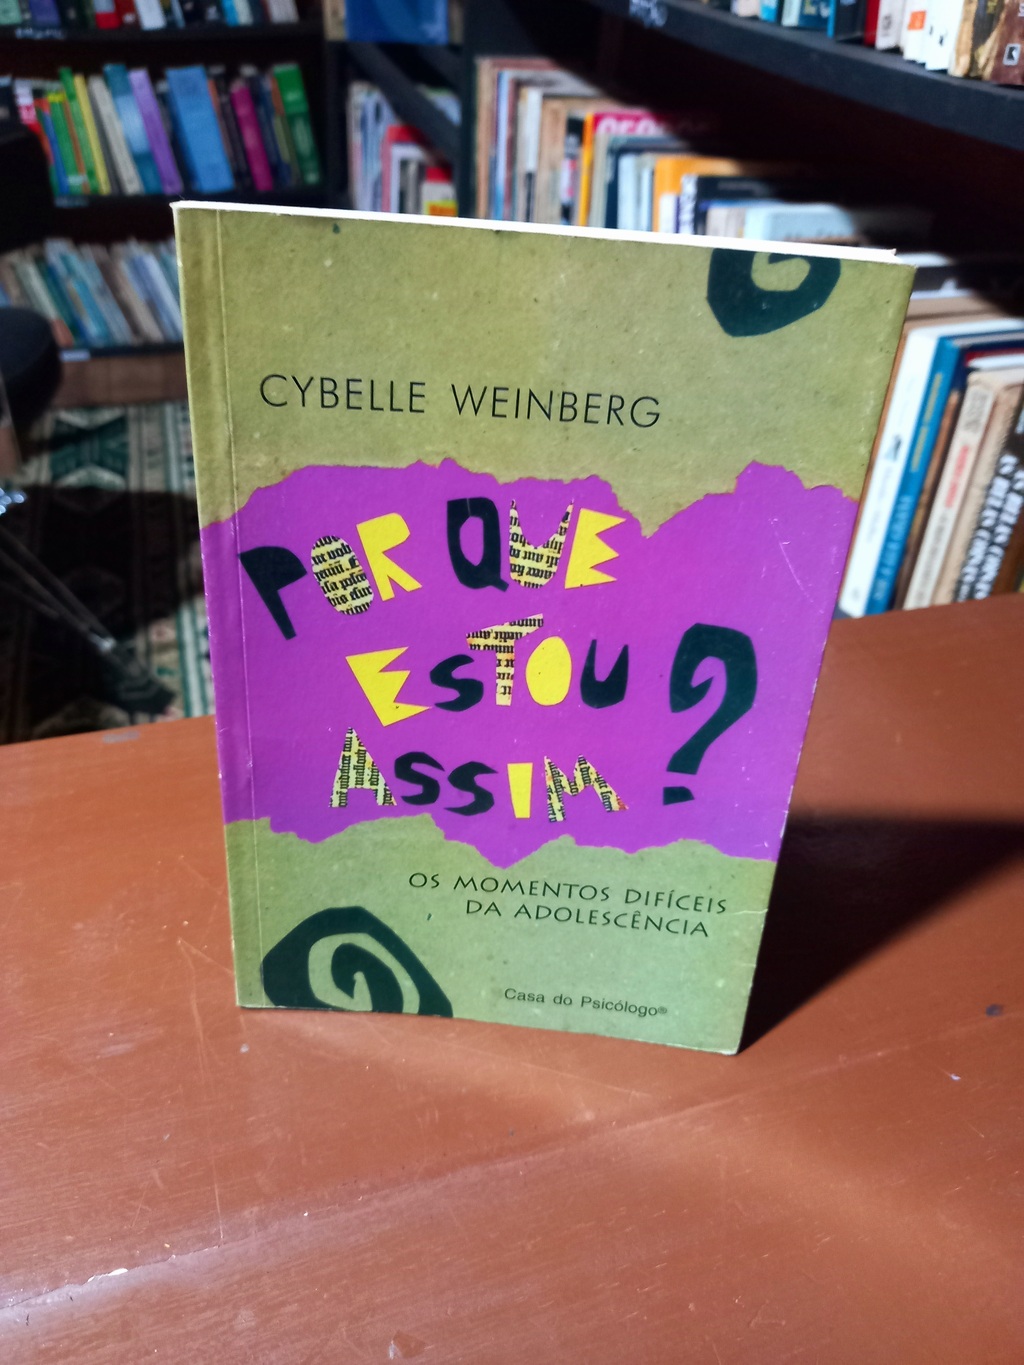 CYBELLE WEINBERG
POR QUE
ESTOU
ASSIM?
OS MOMENTOS DIFÍCEIS
DA ADOLESCÊNCIA
Casa do Psicólogo®